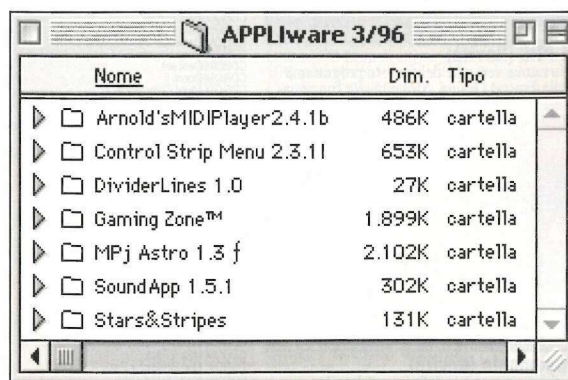 APPLIware 3/96
Nome Dim. Tipo
Arnold'sMIDIPlayer2.4.1b 486K cartella
Control Strip Menu 2.3.1I 653K cartella
DividerLines 1.0 27K cartella
Gaming Zone™ 1.899K cartella
MPj Astro 1.3 ƒ 2.102K cartella
SoundApp 1.5.1 302K cartella
Stars&Stripes 131K cartella